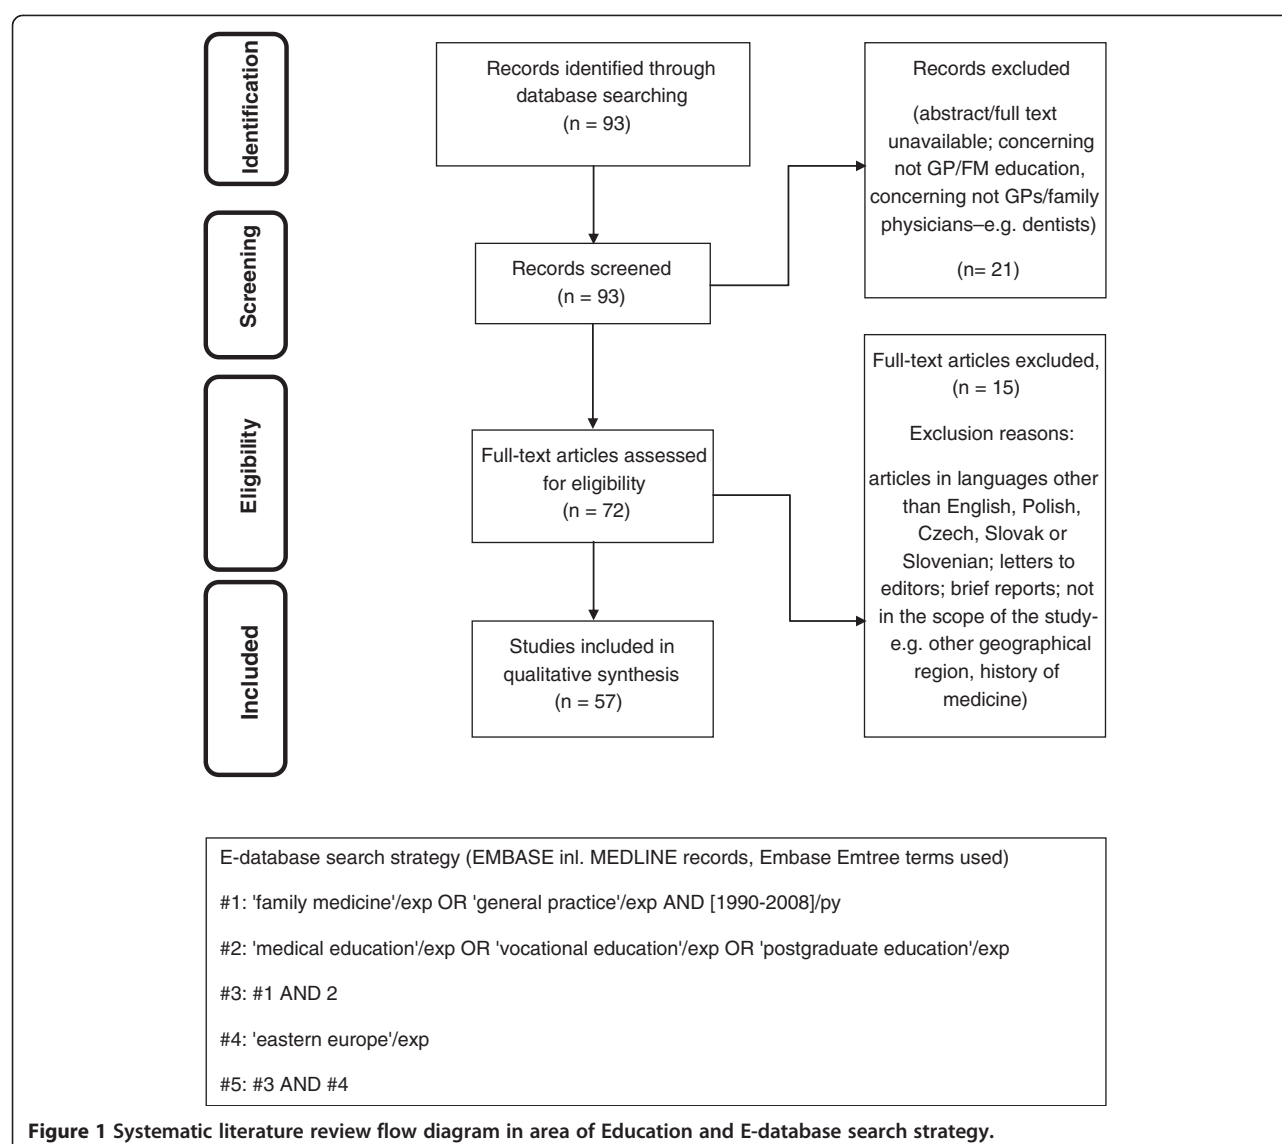 Identification
Records identified through
database searching
(n = 93)
Records excluded
(abstract/full text
unavailable; concerning
not GP/FM education,
concerning not GPs/family
physicians–e.g. dentists)
(n= 21)
Screening
Records screened
(n = 93)
Eligibility
Full-text articles assessed
for eligibility
(n = 72)
Full-text articles excluded,
(n = 15)
Exclusion reasons:
articles in languages other
than English, Polish,
Czech, Slovak or
Slovenian; letters to
editors; brief reports; not
in the scope of the study-
e.g. other geographical
region, history of
medicine)
Included
Studies included in
qualitative synthesis
(n = 57)
E-database search strategy (EMBASE inl. MEDLINE records, Embase Emtree terms used)
#1: 'family medicine'/exp OR 'general practice'/exp AND [1990-2008]/py
#2: 'medical education'/exp OR 'vocational education'/exp OR 'postgraduate education'/exp
#3: #1 AND 2
#4: 'eastern europe'/exp
#5: #3 AND #4
Figure 1 Systematic literature review flow diagram in area of Education and E-database search strategy.